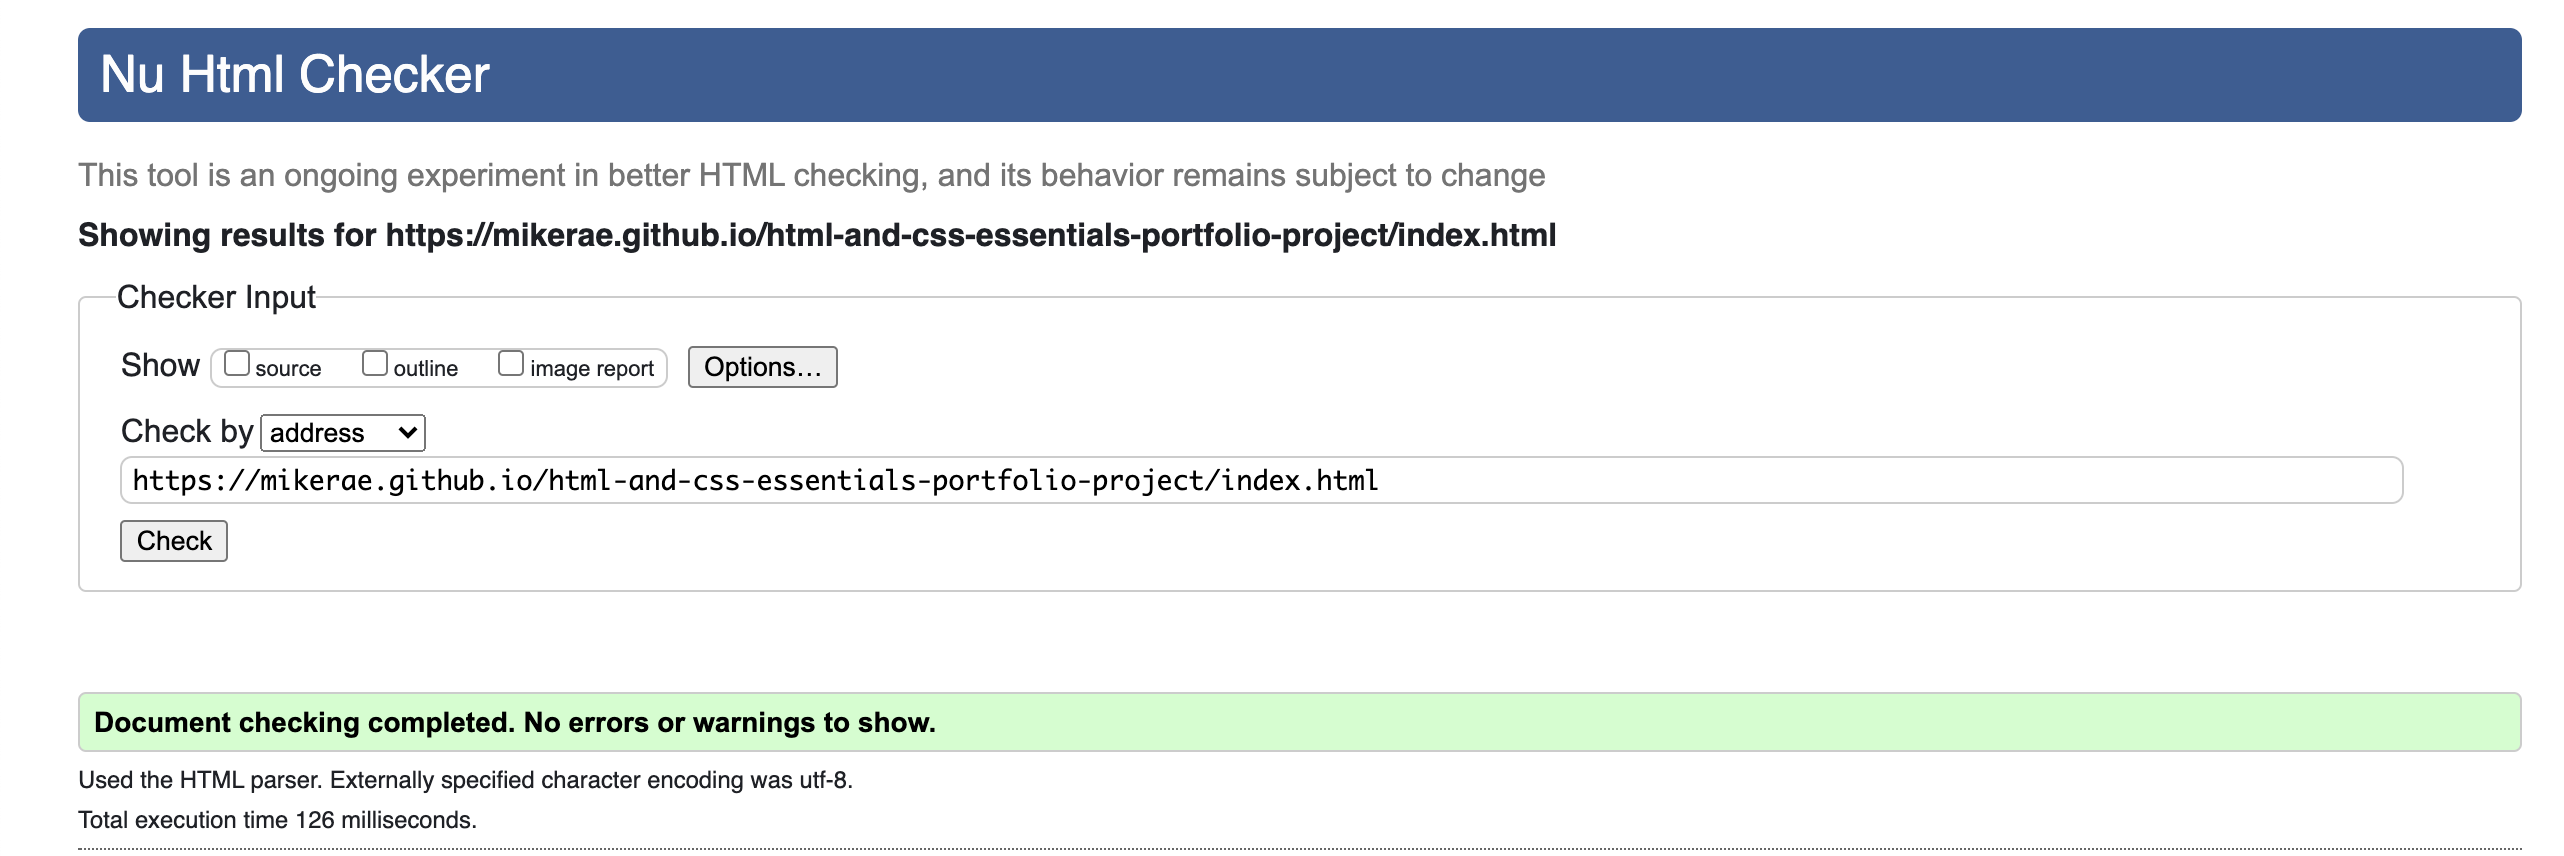 Nu Html Checker
This tool is an ongoing experiment in better HTML checking, and its behavior remains subject to change
Showing results for https://mikerae.github.io/html-and-css-essentials-portfolio-project/index.html
Checker Input
Show source outline image report Options...
Check by address
https://mikerae.github.io/html-and-css-essentials-portfolio-project/index.html
Check
Document checking completed. No errors or warnings to show.
Used the HTML parser. Externally specified character encoding was utf-8.
Total execution time 126 milliseconds.